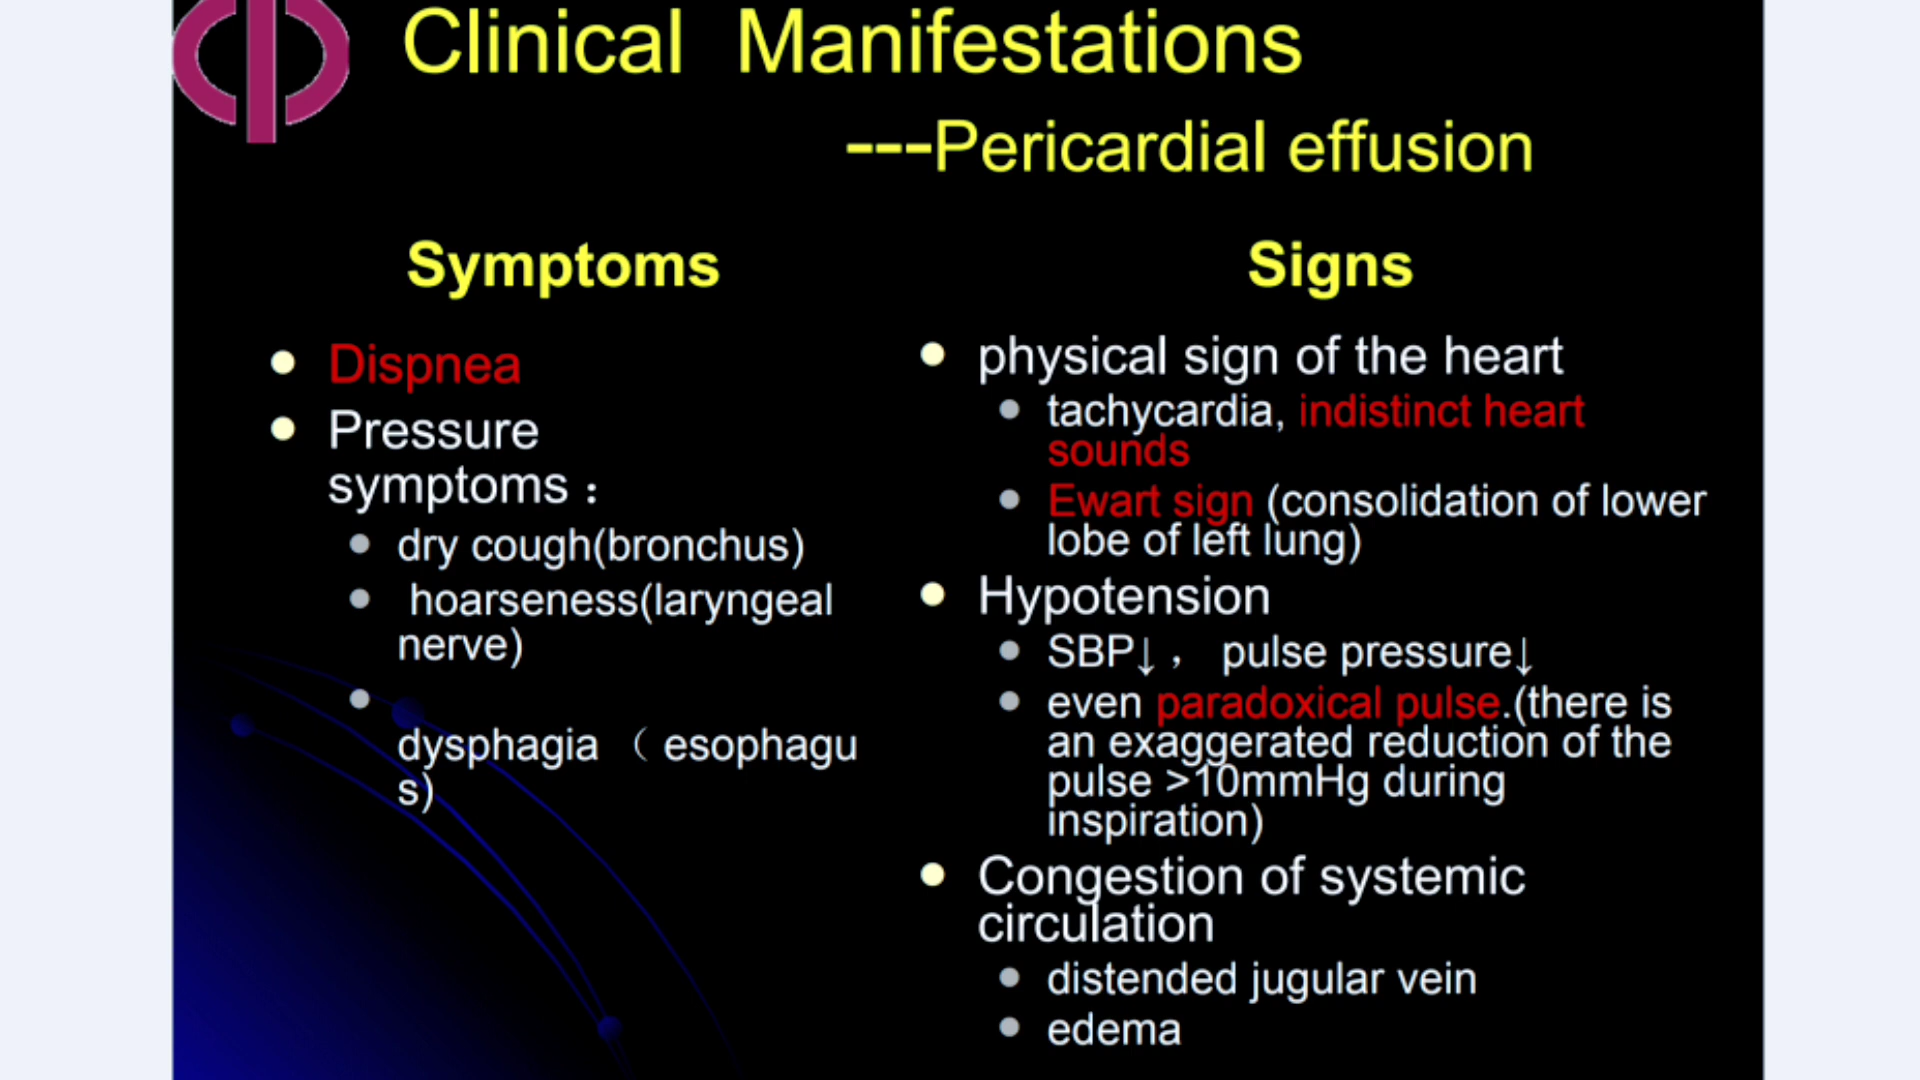 Clinical  Manifestations
---Pericardial effusion
Symptoms
Dispnea
Pressure
symptoms：
dry cough(bronchus)
hoarseness(laryngeal
nerve)
dysphagia （esophagu
s)
Signs
physical sign of the heart
tachycardia, indistinct heart
sounds
Ewart sign (consolidation of lower
lobe of left lung)
Hypotension
SBP↓， pulse pressure↓
even paradoxical pulse.(there is
an exaggerated reduction of the
pulse >10mmHg during
inspiration)
Congestion of systemic
circulation
distended jugular vein
edema